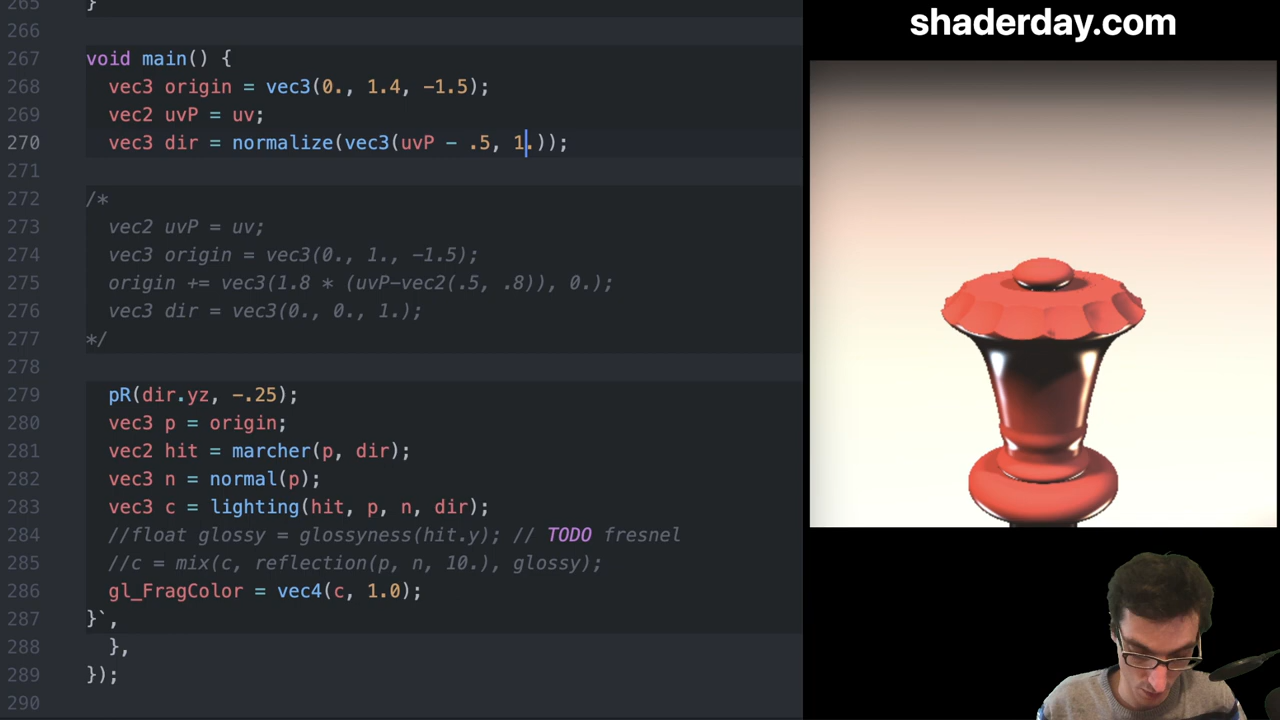 265 }
266
267 void main() {
268 vec3 origin = vec3(0., 1.4, -1.5);
269 vec2 uvP = uv;
270 vec3 dir = normalize(vec3(uvP - .5, 1.));
271
272 /*
273 vec2 uvP = uv;
274 vec3 origin = vec3(0., 1., -1.5);
275 origin += vec3(1.8 * (uvP-vec2(.5, .8)), 0.);
276 vec3 dir = vec3(0., 0., 1.);
277 */
278
279 pR(dir.yz, -.25);
280 vec3 p = origin;
281 vec2 hit = marcher(p, dir);
282 vec3 n = normal(p);
283 vec3 c = lighting(hit, p, n, dir);
284 //float glossy = glossyness(hit.y); // TODO fresnel
285 //c = mix(c, reflection(p, n, 10.), glossy);
286 gl_FragColor = vec4(c, 1.0);
287 }`,
288 },
289 });
290
shaderday.com